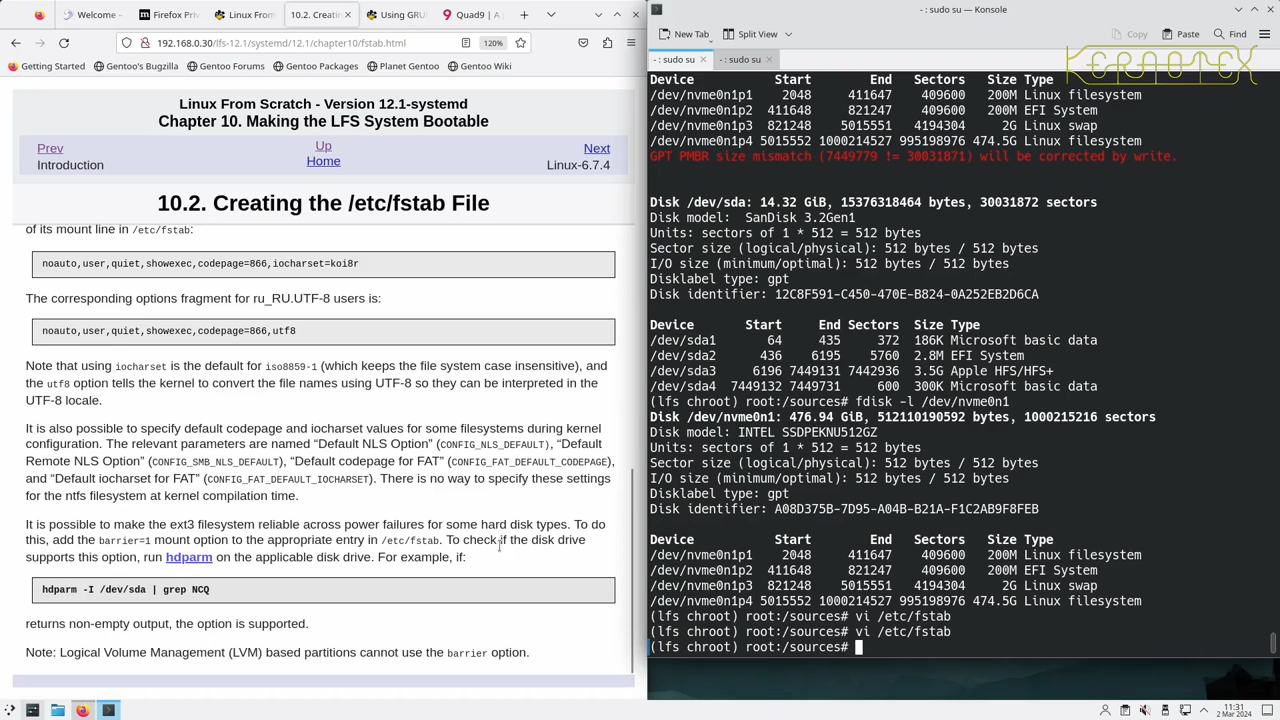 Welcome —
Firefox Pri
Linux From
10.2. Creatin
Using GRU
Quad9 | A
192.168.0.30/lfs-12.1/systemd/12.1/chapter10/fstab.html
120%
Getting Started
Gentoo's Bugzilla
Gentoo Forums
Gentoo Packages
Planet Gentoo
Gentoo Wiki
Linux From Scratch - Version 12.1-systemd
Chapter 10. Making the LFS System Bootable
Prev
Up
Next
Introduction
Home
Linux-6.7.4
10.2. Creating the /etc/fstab File
of its mount line in /etc/fstab:
noauto,user,quiet,showexec,codepage=866,iocharset=koi8r
The corresponding options fragment for ru_RU.UTF-8 users is:
noauto,user,quiet,showexec,codepage=866,utf8
Note that using iocharset is the default for iso8859-1 (which keeps the file system case insensitive), and
the utf8 option tells the kernel to convert the file names using UTF-8 so they can be interpreted in the
UTF-8 locale.
It is also possible to specify default codepage and iocharset values for some filesystems during kernel
configuration. The relevant parameters are named “Default NLS Option” (CONFIG_NLS_DEFAULT), “Default
Remote NLS Option” (CONFIG_SMB_NLS_DEFAULT), “Default codepage for FAT” (CONFIG_FAT_DEFAULT_CODEPAGE),
and “Default iocharset for FAT” (CONFIG_FAT_DEFAULT_IOCHARSET). There is no way to specify these settings
for the ntfs filesystem at kernel compilation time.
It is possible to make the ext3 filesystem reliable across power failures for some hard disk types. To do
this, add the barrier=1 mount option to the appropriate entry in /etc/fstab. To check if the disk drive
supports this option, run hdparm on the applicable disk drive. For example, if:
hdparm -I /dev/sda | grep NCQ
returns non-empty output, the option is supported.
Note: Logical Volume Management (LVM) based partitions cannot use the barrier option.
- : sudo su — Konsole
New Tab
Split View
Copy
Paste
Find
- : sudo su
- : sudo su
KERNOTEX
Device Start End Sectors Size Type
/dev/nvme0n1p1 2048 411647 409600 200M Linux filesystem
/dev/nvme0n1p2 411648 821247 409600 200M EFI System
/dev/nvme0n1p3 821248 5015551 4194304 2G Linux swap
/dev/nvme0n1p4 5015552 1000214527 995198976 474.5G Linux filesystem
GPT PMBR size mismatch (7449779 != 30031871) will be corrected by write.
Disk /dev/sda: 14.32 GiB, 15376318464 bytes, 30031872 sectors
Disk model: SanDisk 3.2Gen1
Units: sectors of 1 * 512 = 512 bytes
Sector size (logical/physical): 512 bytes / 512 bytes
I/O size (minimum/optimal): 512 bytes / 512 bytes
Disklabel type: gpt
Disk identifier: 12C8F591-C450-470E-B824-0A252EB2D6CA
Device Start End Sectors Size Type
/dev/sda1 64 435 372 186K Microsoft basic data
/dev/sda2 436 6195 5760 2.8M EFI System
/dev/sda3 6196 7449131 7442936 3.5G Apple HFS/HFS+
/dev/sda4 7449132 7449731 600 300K Microsoft basic data
(lfs chroot) root:/sources# fdisk -l /dev/nvme0n1
Disk /dev/nvme0n1: 476.94 GiB, 512110190592 bytes, 1000215216 sectors
Disk model: INTEL SSDPEKNU512GZ
Units: sectors of 1 * 512 = 512 bytes
Sector size (logical/physical): 512 bytes / 512 bytes
I/O size (minimum/optimal): 512 bytes / 512 bytes
Disklabel type: gpt
Disk identifier: A08D375B-7D95-A04B-B21A-F1C2AB9F8FEB
Device Start End Sectors Size Type
/dev/nvme0n1p1 2048 411647 409600 200M Linux filesystem
/dev/nvme0n1p2 411648 821247 409600 200M EFI System
/dev/nvme0n1p3 821248 5015551 4194304 2G Linux swap
/dev/nvme0n1p4 5015552 1000214527 995198976 474.5G Linux filesystem
(lfs chroot) root:/sources# vi /etc/fstab
(lfs chroot) root:/sources# vi /etc/fstab
(lfs chroot) root:/sources#
11:31
2 Mar 2024